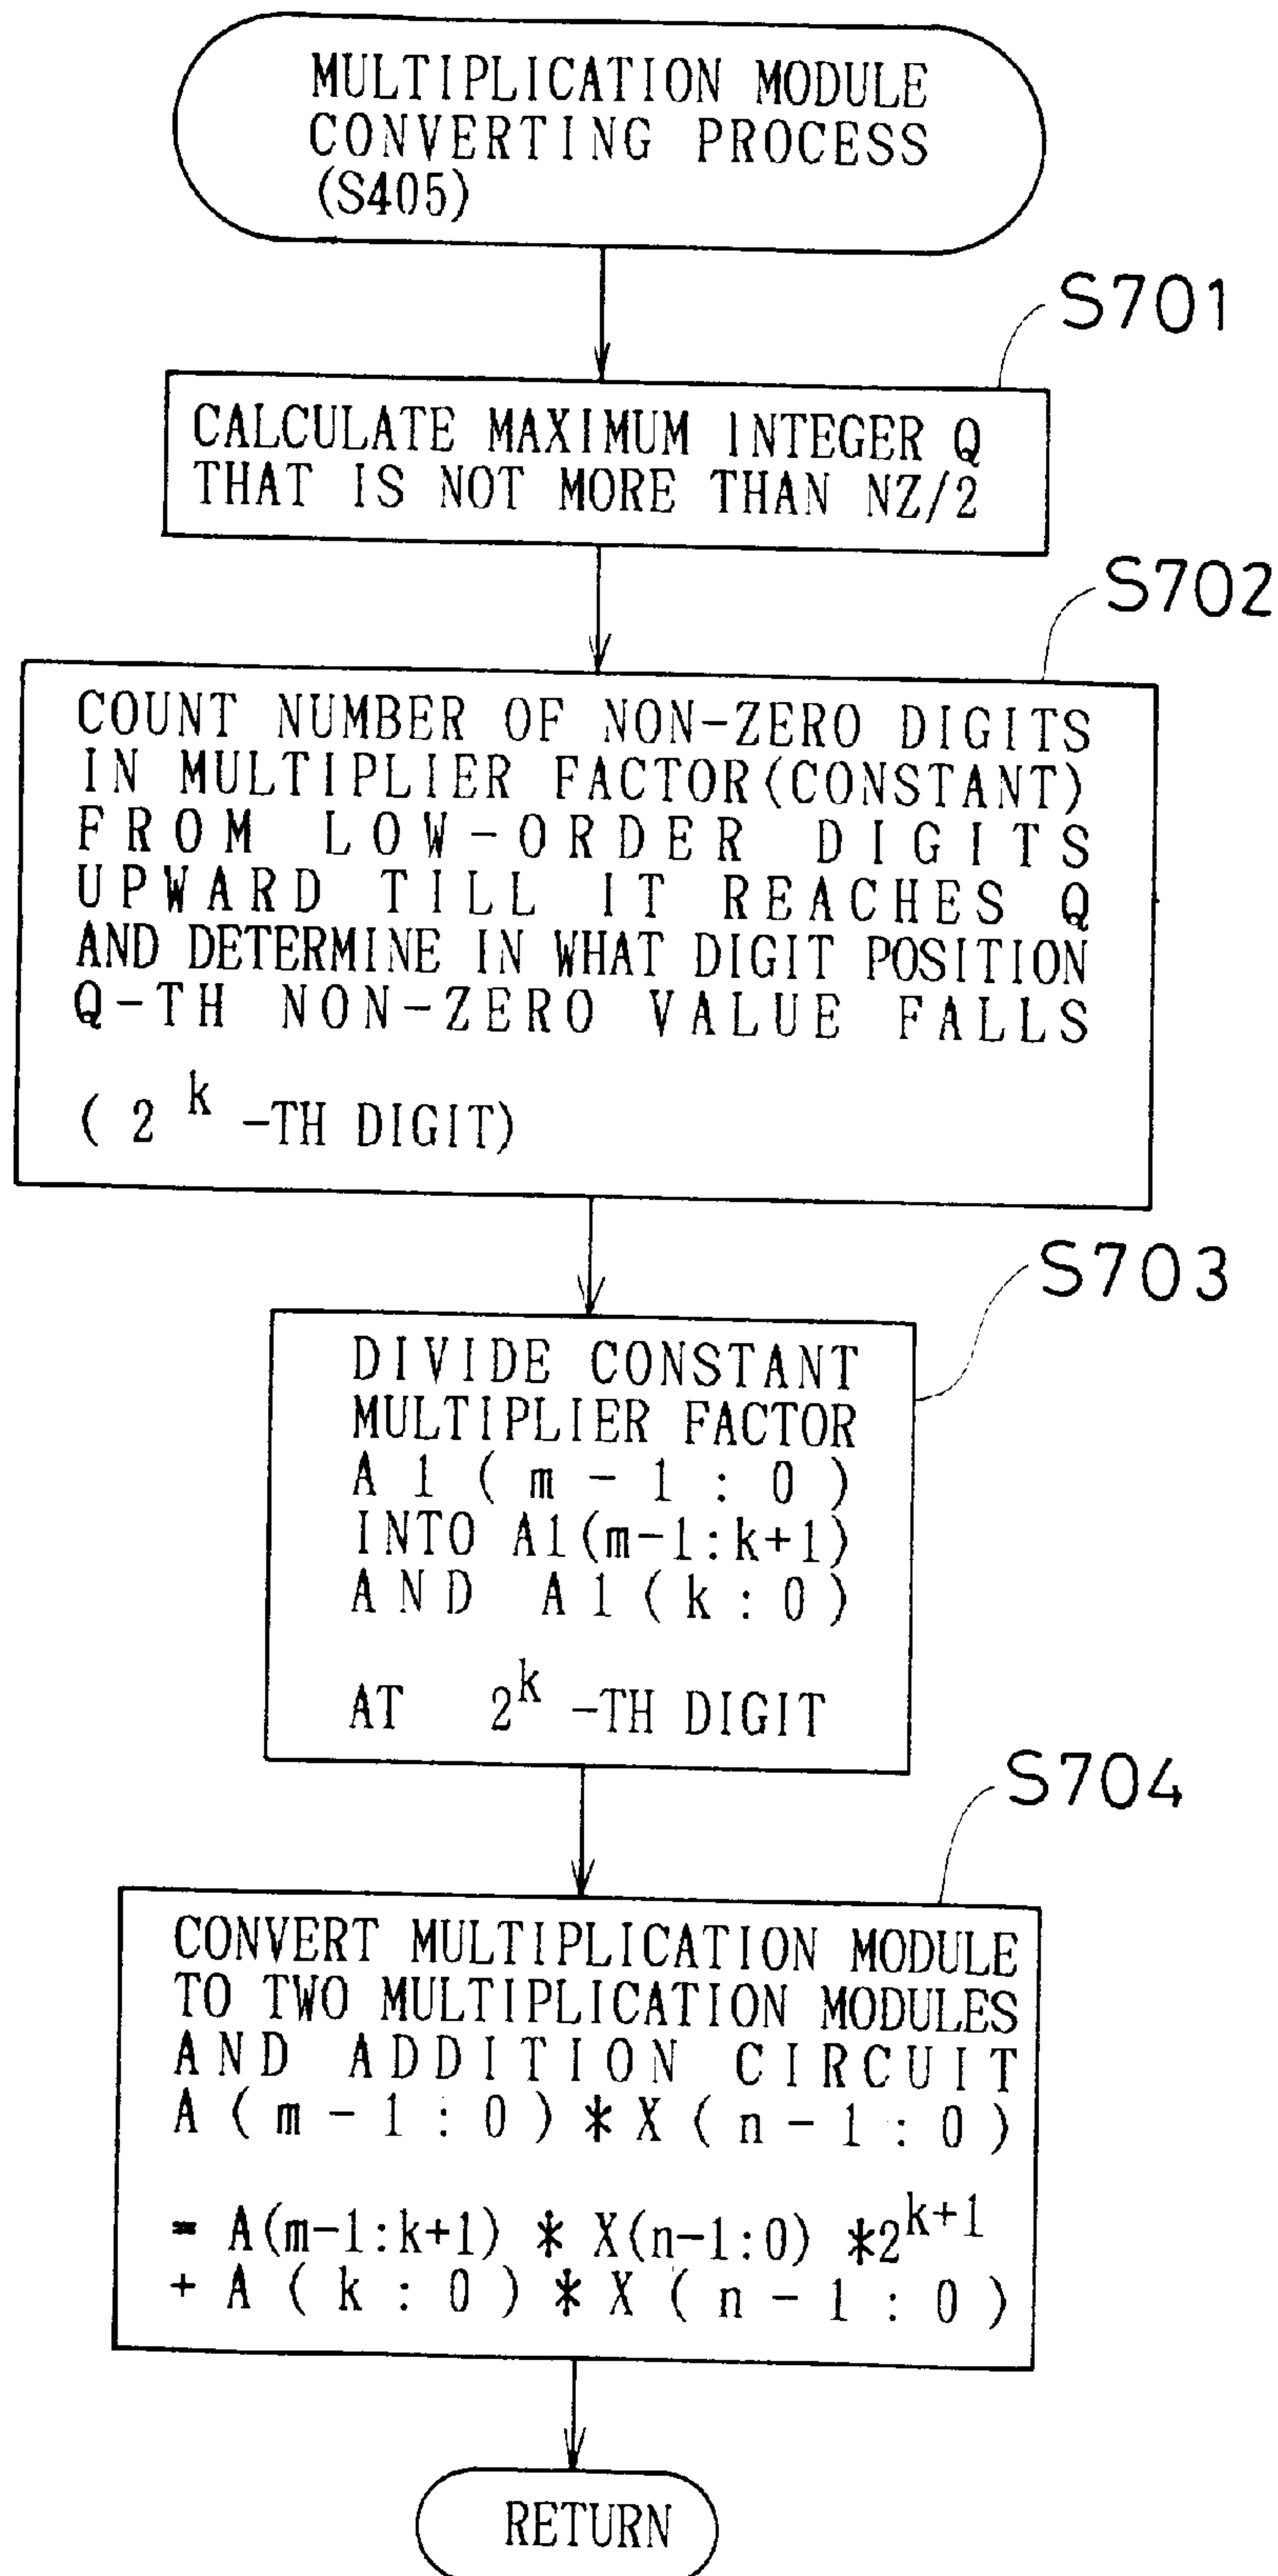 MULTIPLICATION MODULE
CONVERTING PROCESS
(S405)
S701
CALCULATE MAXIMUM INTEGER Q
THAT IS NOT MORE THAN NZ/2
S702
COUNT NUMBER OF NON-ZERO DIGITS
IN MULTIPLIER FACTOR(CONSTANT)
FROM LOW-ORDER DIGITS
UPWARD TILL IT REACHES Q
AND DETERMINE IN WHAT DIGIT POSITION
Q-TH NON-ZERO VALUE FALLS
( 2^k -TH DIGIT)
S703
DIVIDE CONSTANT
MULTIPLIER FACTOR
A1(m-1:0)
INTO A1(m-1:k+1)
AND A1(k:0)
AT 2^k -TH DIGIT
S704
CONVERT MULTIPLICATION MODULE
TO TWO MULTIPLICATION MODULES
AND ADDITION CIRCUIT
A(m-1:0)*X(n-1:0)
= A(m-1:k+1) * X(n-1:0) *2^k+1
+ A(k:0)*X(n-1:0)
RETURN